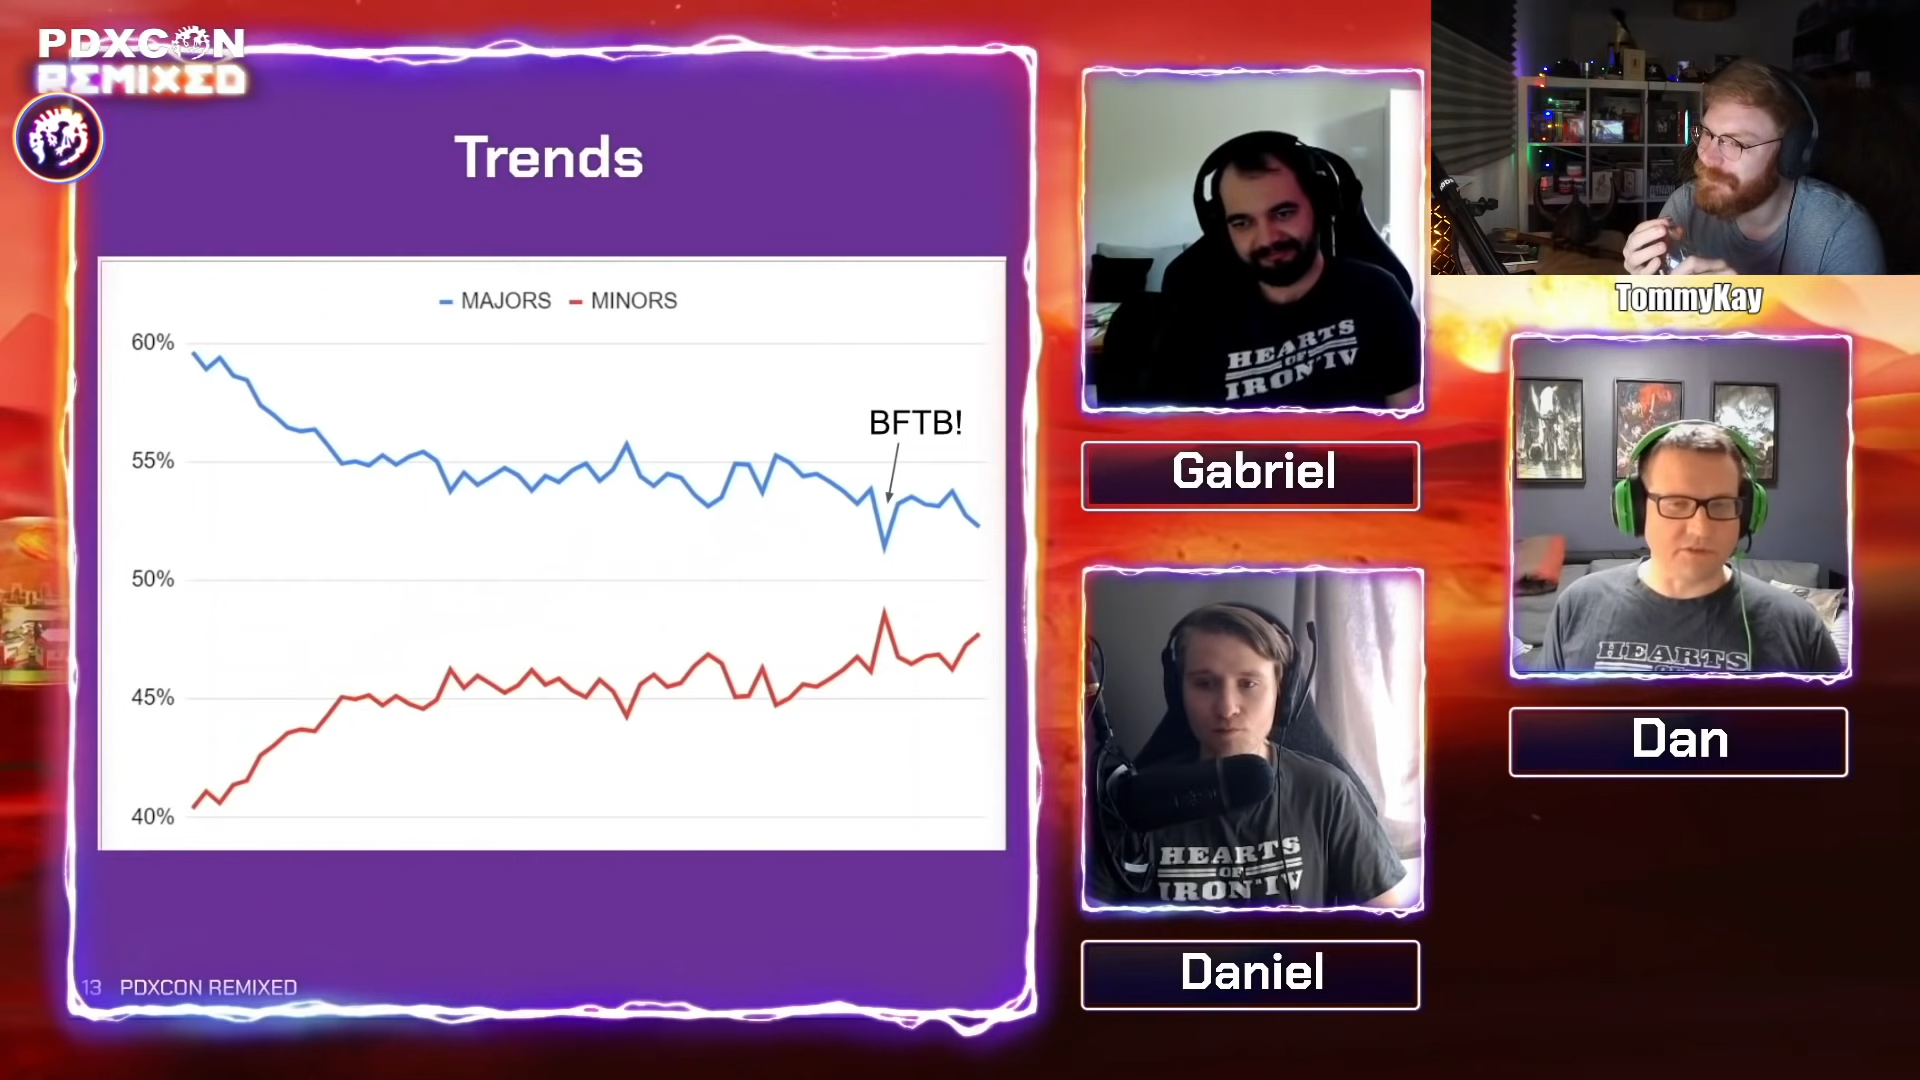 PDXCON
REMIXED
Trends
MAJORS MINORS
60%
55%
50%
45%
40%
BFTB!
13 PDXCON REMIXED
HEARTS
OF
IRON IV
Gabriel
TommyKay
HEARTS
OF
Dan
HEARTS
OF
IRON IV
Daniel